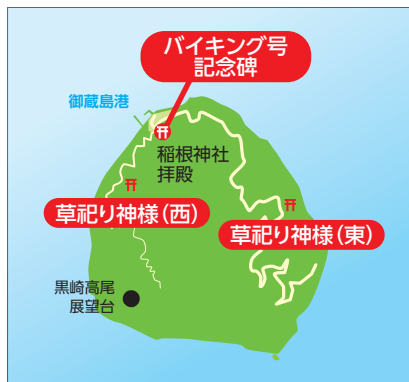 バイキング号
記念碑
御蔵島港
稲根神社
拝殿
草祀り神様(西)
草祀り神様(東)
黒崎高尾
展望台